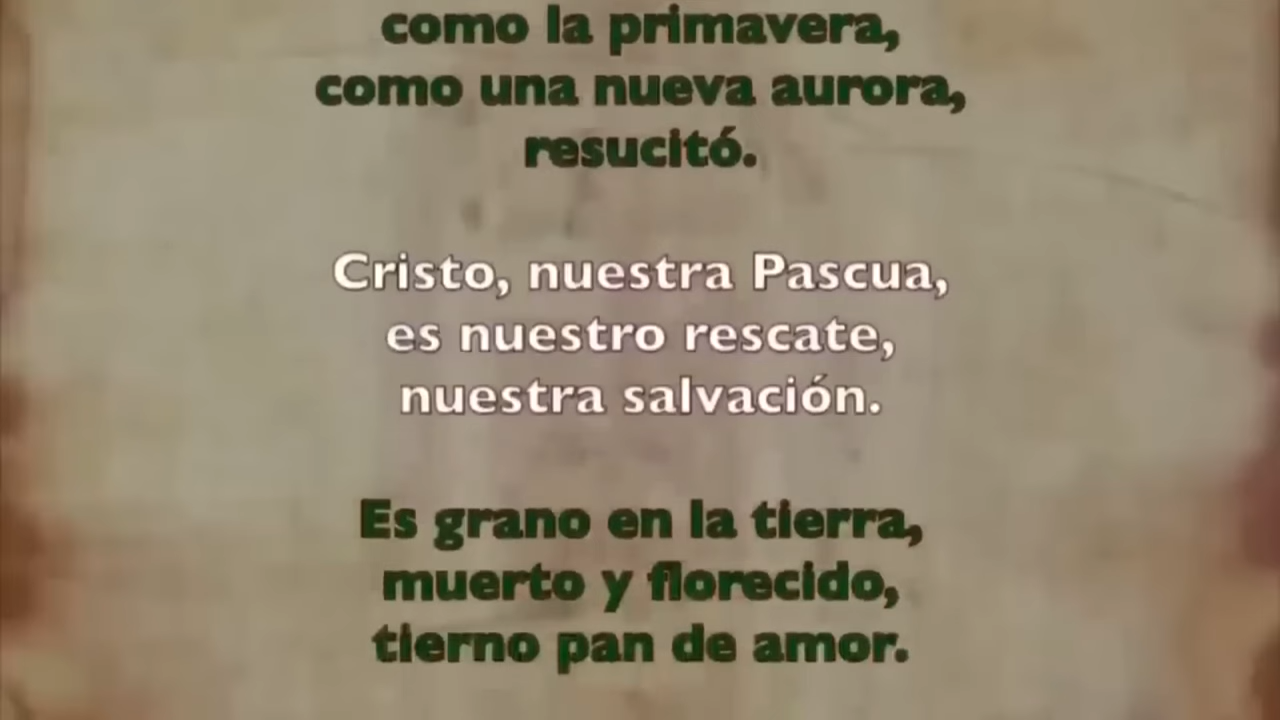 como la primavera,
como una nueva aurora,
resucitó.
Cristo, nuestra Pascua,
es nuestro rescate,
nuestra salvación.
Es grano en la tierra,
muerto y florecido,
tierno pan de amor.